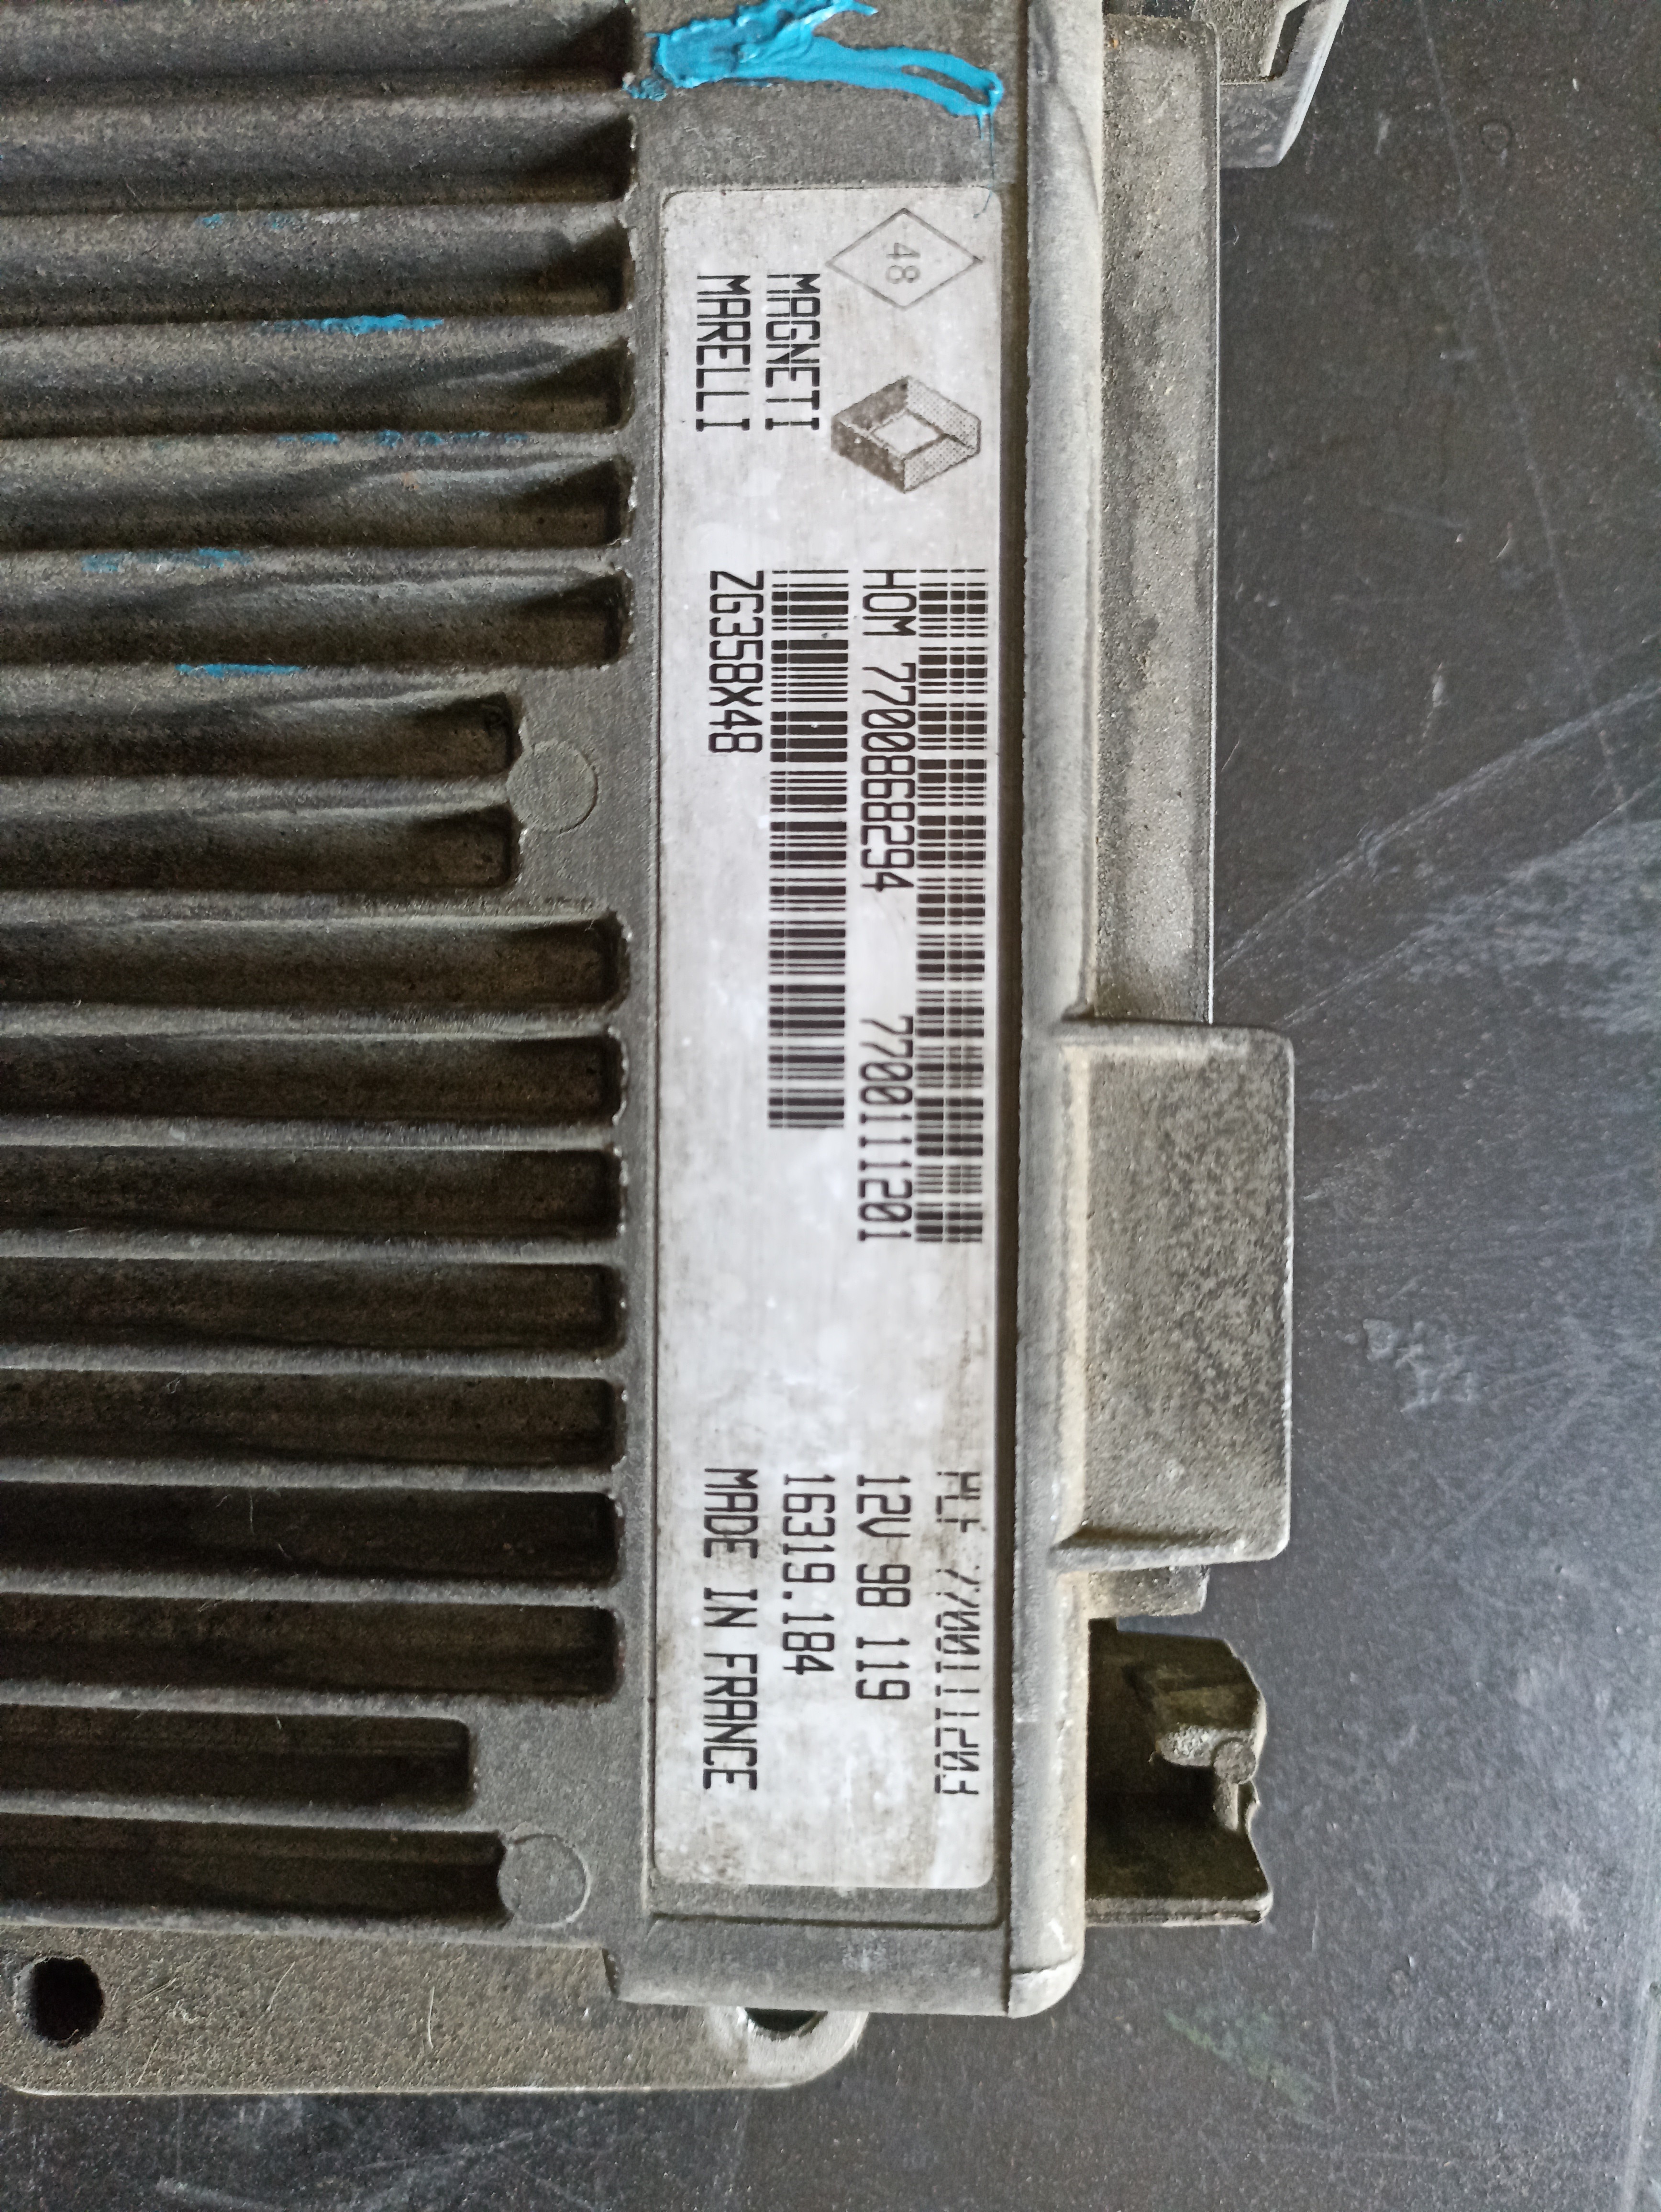 48
MAGNETI
MARELLI
HOM 7700868294 7700111201
ZG358X48
12V 98 119
16319.184
MADE IN FRANCE